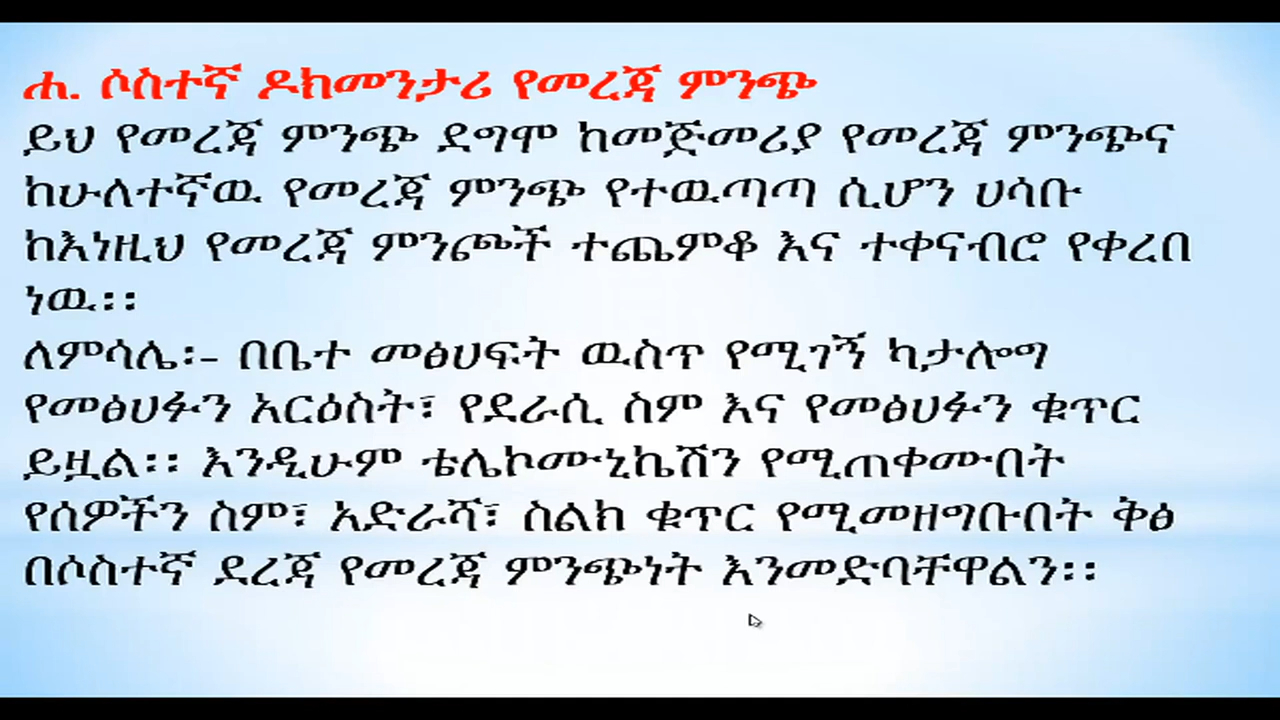 ሐ. ሶስተኛ ዶክመንታሪ የመረጃ ምንጭ
ይህ የመረጃ ምንጭ ደግሞ ከመጅመሪያ የመረጃ ምንጭና
ከሁለተኛዉ የመረጃ ምንጭ የተዉጣጣ ሲሆን ሀሳቡ
ከእነዚህ የመረጃ ምንጮች ተጨምቆ እና ተቀናብሮ የቀረበ
ነዉ፡፡
ለምሳሌ፡- በቤተ መፅሀፍት ዉስጥ የሚገኝ ካታሎግ
የመፅሀፉን አርዕስት፣ የደራሲ ስም እና የመፅሀፉን ቁጥር
ይዟል፡፡ እንዲሁም ቴሌኮሙኒኬሽን የሚጠቀሙበት
የሰዎችን ስም፣ አድራሻ፣ ስልክ ቁጥር የሚመዘግቡበት ቅፅ
በሶስተኛ ደረጃ የመረጃ ምንጭነት እንመድባቸዋልን፡፡